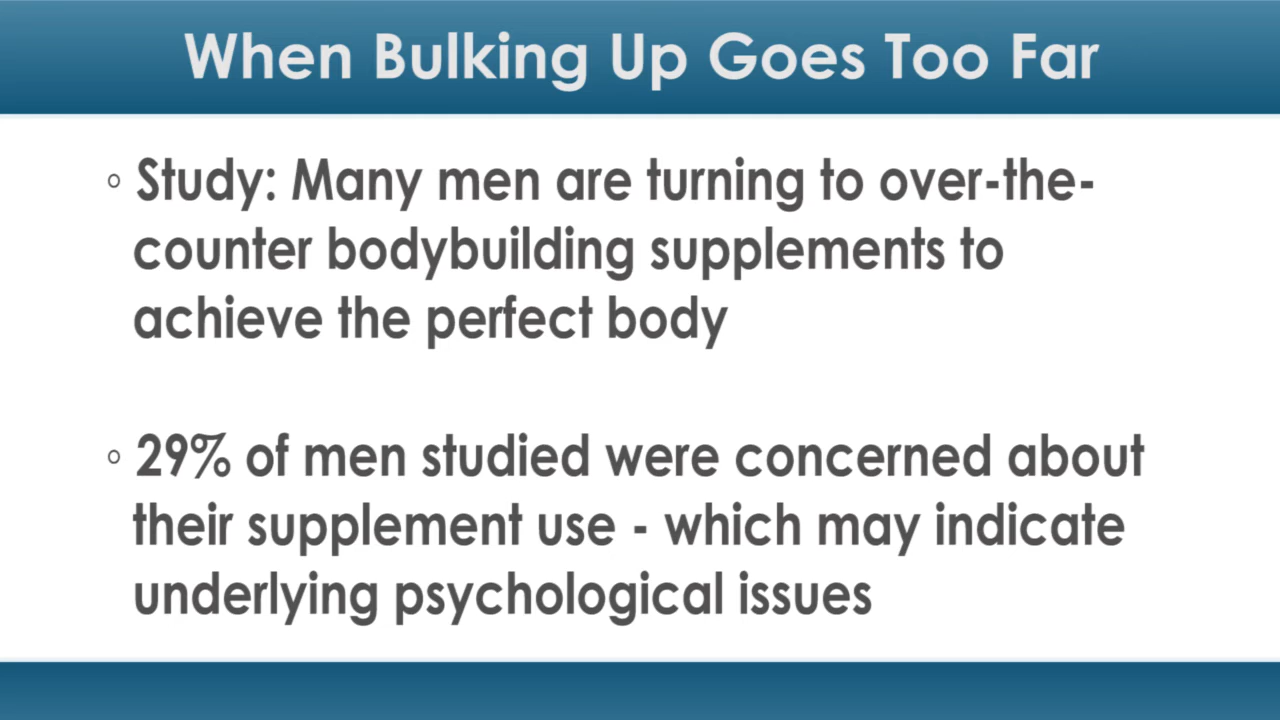 When Bulking Up Goes Too Far
◦ Study: Many men are turning to over-the-
counter bodybuilding supplements to
achieve the perfect body
◦ 29% of men studied were concerned about
their supplement use - which may indicate
underlying psychological issues